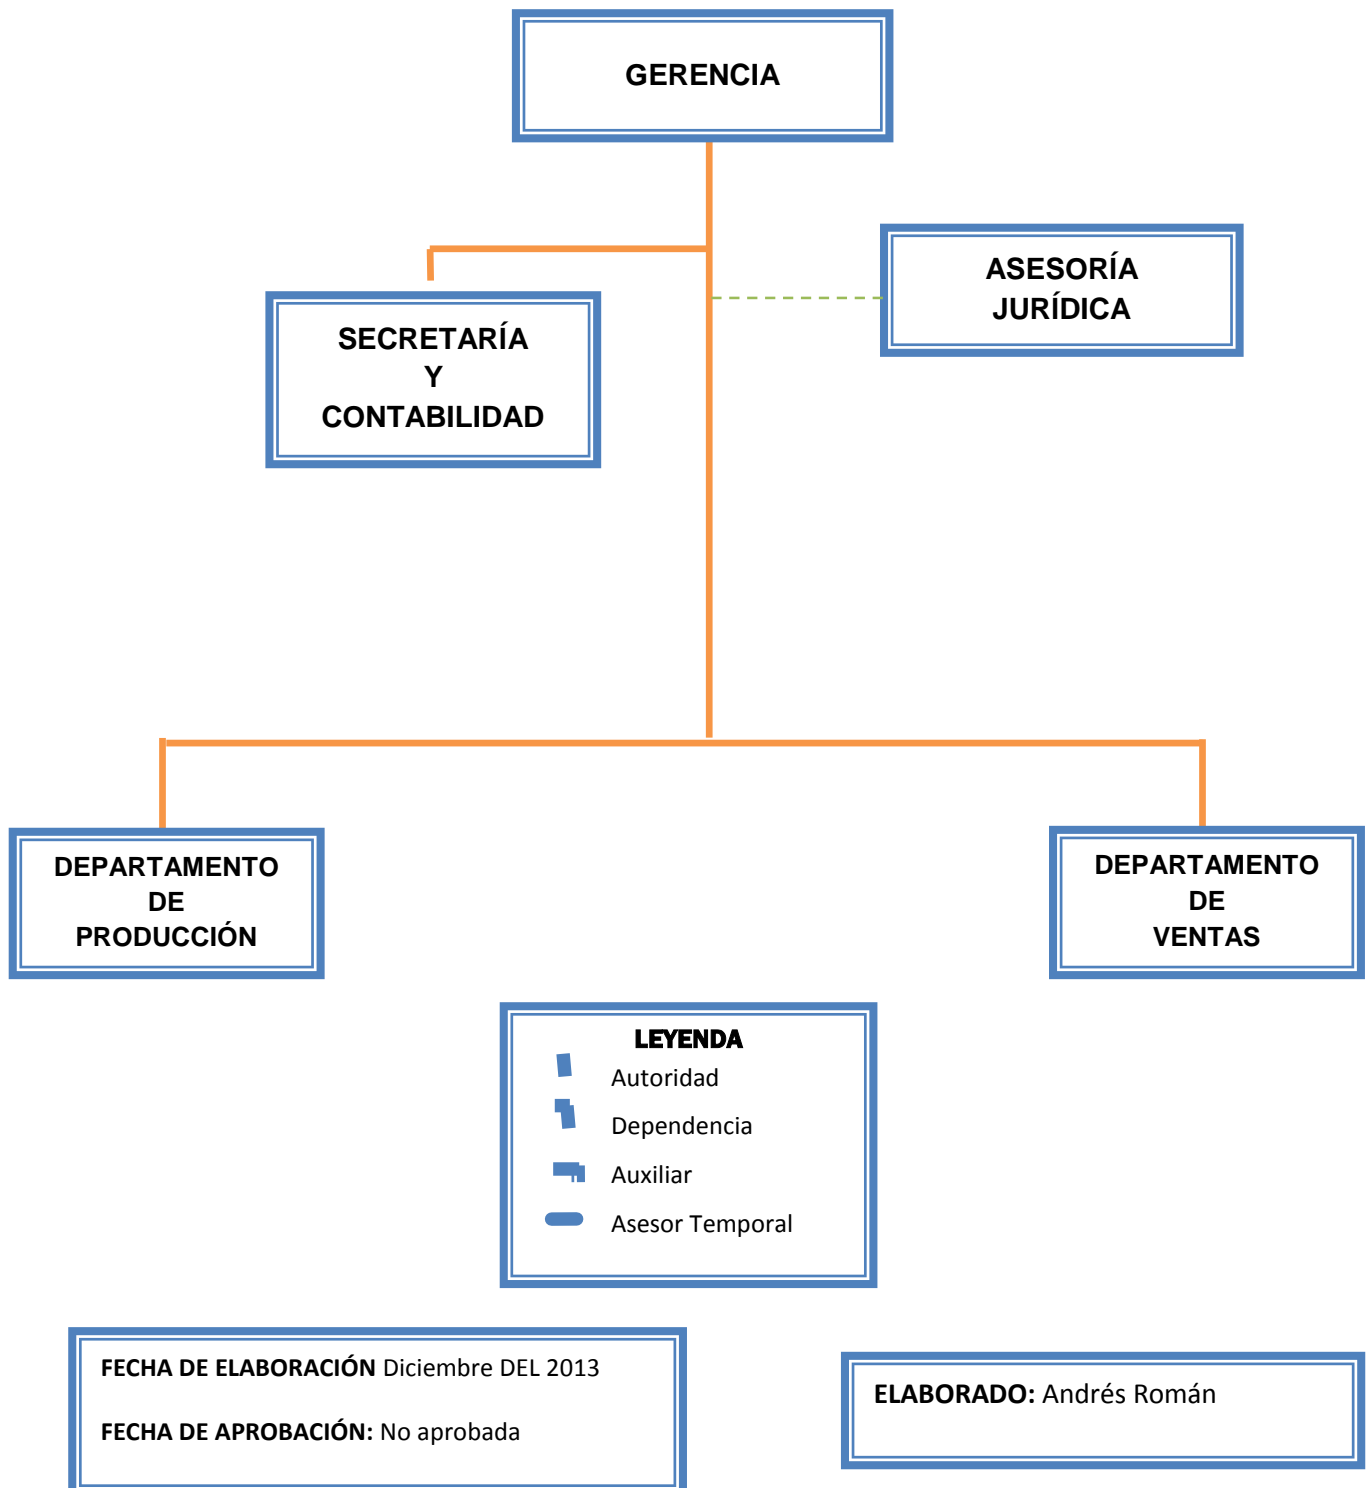 GERENCIA
ASESORÍA
JURÍDICA
SECRETARÍA
Y
CONTABILIDAD
DEPARTAMENTO
DE
PRODUCCIÓN
DEPARTAMENTO
DE
VENTAS
LEYENDA
Autoridad
Dependencia
Auxiliar
Asesor Temporal
FECHA DE ELABORACIÓN Diciembre DEL 2013
FECHA DE APROBACIÓN: No aprobada
ELABORADO: Andrés Román